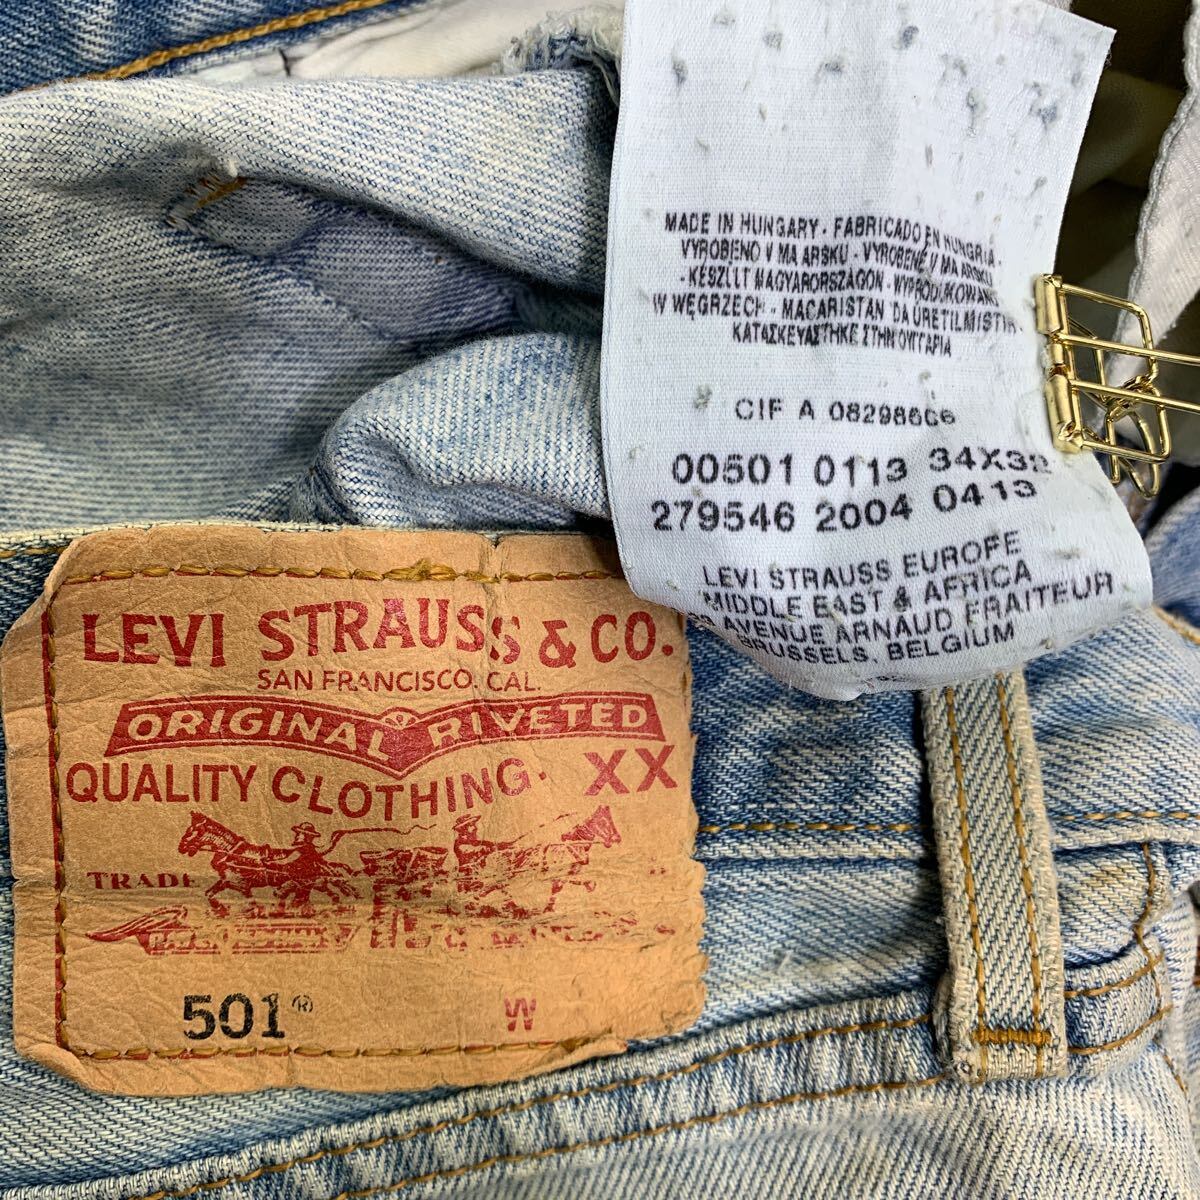 MADE IN HUNGARY - FABRICADO EN HUNGRIA -
VYROBENO V MA ARSKU - VYROBENÉ V MA ARSKU
- KESZÜLT MAGYARORSZÁGON - WYPRODUKOWANO
W WĘGRZECH - MACARISTAN DA ÜRETILMISTIR -
ΚΑΤΑΣΚΕΥΑΣΤΗΚΕ ΣΤΗΝ ΟΥΓΓΑΡΙΑ
CIF A 08298606
00501 0113 34X32
279546 2004 0413
LEVI STRAUSS EUROPE
MIDDLE EAST & AFRICA
AVENUE ARNAUD FRAITEUR
BRUSSELS, BELGIUM
LEVI STRAUSS & CO.
SAN FRANCISCO, CAL.
ORIGINAL RIVETED
QUALITY CLOTHING. XX
TRADE
501® W